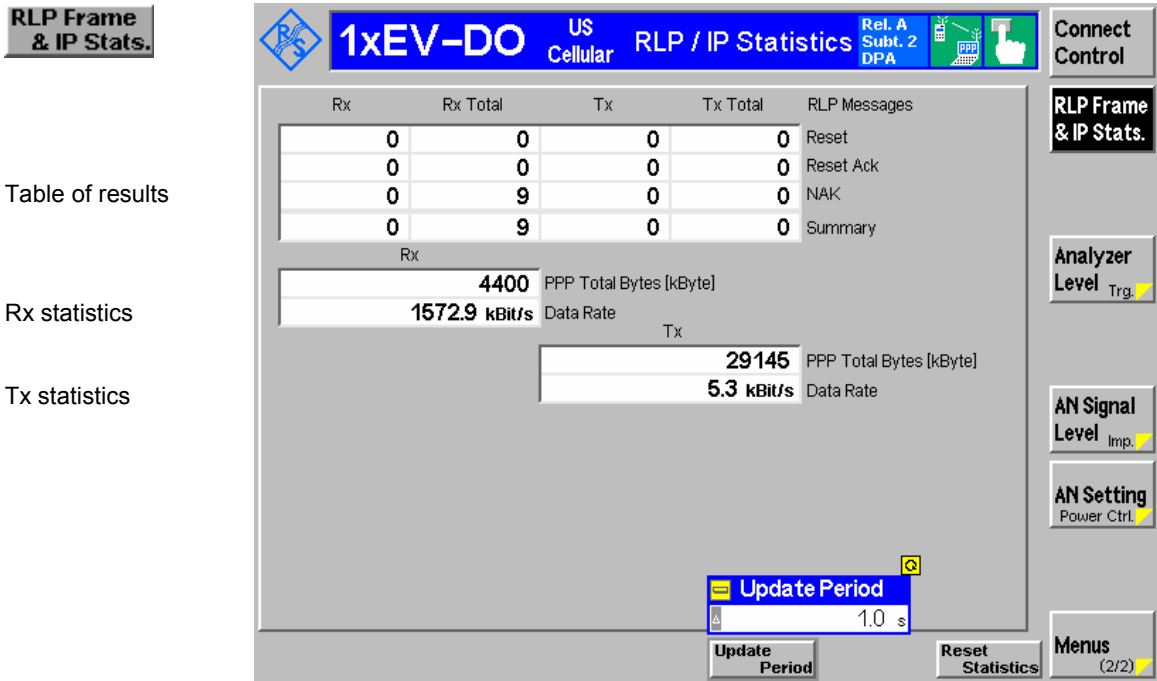 RLP Frame
& IP Stats.
Table of results
Rx statistics
Tx statistics
R S
1xEV-DO
US
Cellular
RLP / IP Statistics
Rel. A
Subt. 2
DPA
PPP
Rx Rx Total Tx Tx Total RLP Messages
0 0 0 0 Reset
0 0 0 0 Reset Ack
0 9 0 0 NAK
0 9 0 0 Summary
Rx
4400 PPP Total Bytes [kByte]
1572.9 kBit/s Data Rate
Tx
29145 PPP Total Bytes [kByte]
5.3 kBit/s Data Rate
Update Period
1.0 s
Update
Period
Reset
Statistics
Connect
Control
RLP Frame
& IP Stats.
Analyzer
Level Trg.
AN Signal
Level Imp.
AN Setting
Power Ctrl.
Menus
(2/2)